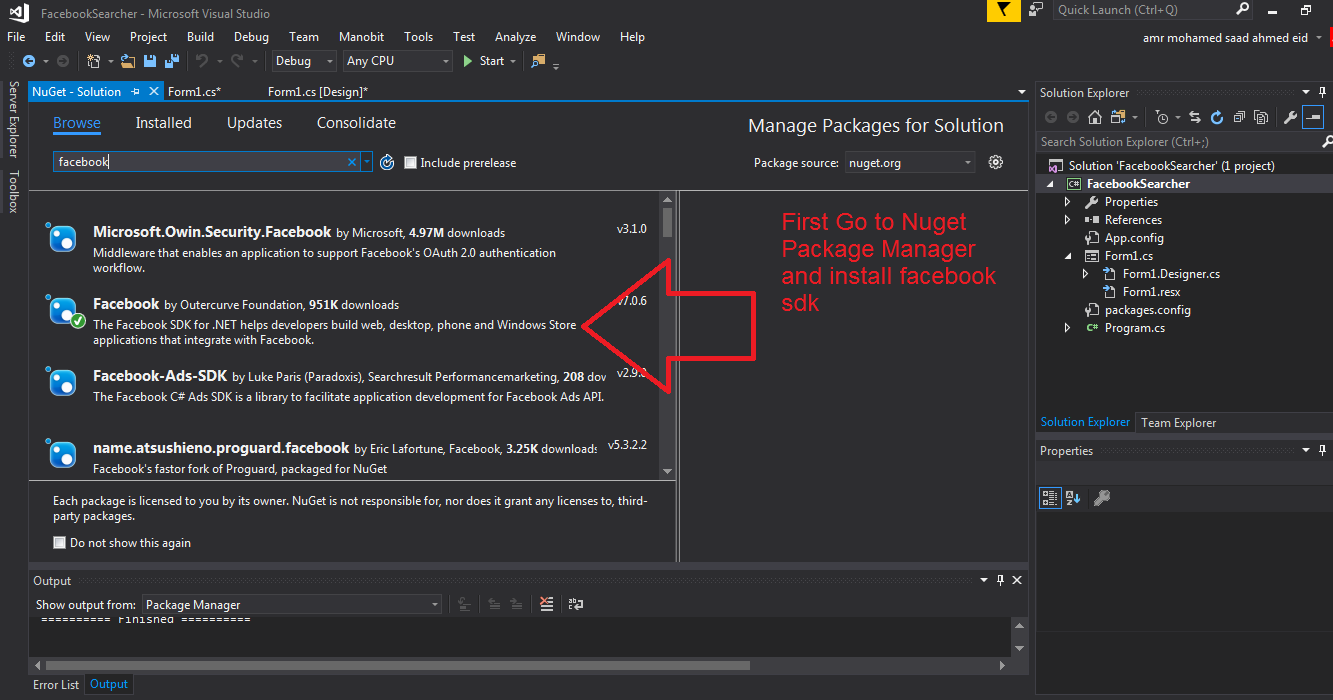 FacebookSearcher - Microsoft Visual Studio
Quick Launch (Ctrl+Q)
File Edit View Project Build Debug Team Manobit Tools Test Analyze Window Help
amr mohamed saad ahmed eid
Debug Any CPU Start
Server Explorer
Toolbox
NuGet - Solution Form1.cs* Form1.cs [Design]*
Browse Installed Updates Consolidate
Manage Packages for Solution
facebook
Include prerelease
Package source: nuget.org
Microsoft.Owin.Security.Facebook by Microsoft, 4.97M downloads v3.1.0
Middleware that enables an application to support Facebook's OAuth 2.0 authentication
workflow.
Facebook by Outercurve Foundation, 951K downloads v7.0.6
The Facebook SDK for .NET helps developers build web, desktop, phone and Windows Store
applications that integrate with Facebook.
Facebook-Ads-SDK by Luke Paris (Paradoxis), Searchresult Performancemarketing, 208 dov
The Facebook C# Ads SDK is a library to facilitate application development for Facebook Ads API.
name.atsushieno.proguard.facebook by Eric Lafortune, Facebook, 3.25K downloads v5.3.2.2
Facebook's fastor fork of Proguard, packaged for NuGet
Each package is licensed to you by its owner. NuGet is not responsible for, nor does it grant any licenses to, third-
party packages.
Do not show this again
First Go to Nuget
Package Manager
and install facebook
sdk
Output
Show output from: Package Manager
========== Finished ==========
Error List Output
Solution Explorer
Search Solution Explorer (Ctrl+;)
Solution 'FacebookSearcher' (1 project)
C# FacebookSearcher
Properties
References
App.config
Form1.cs
Form1.Designer.cs
Form1.resx
packages.config
C# Program.cs
Solution Explorer Team Explorer
Properties